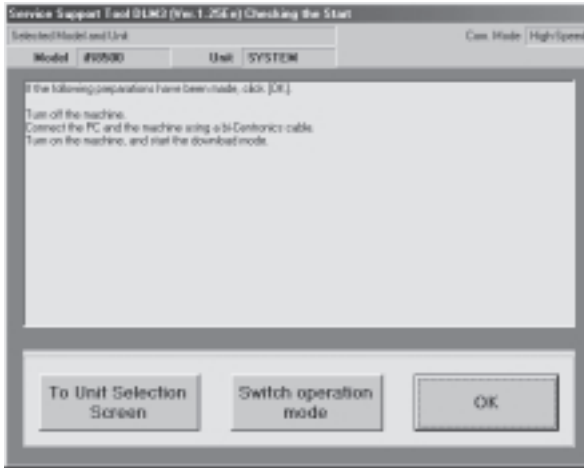 Service Support Tool DLM3 (Ver.1.25Ee) Checking the Start
Selected Model and Unit
Com. Mode High-Speed
Model iR8500 Unit SYSTEM
If the following preparations have been made, click [OK].
Turn off the machine.
Connect the PC and the machine using a bi-Centronics cable.
Turn on the machine, and start the download mode.
To Unit Selection
Screen
Switch operation
mode
OK